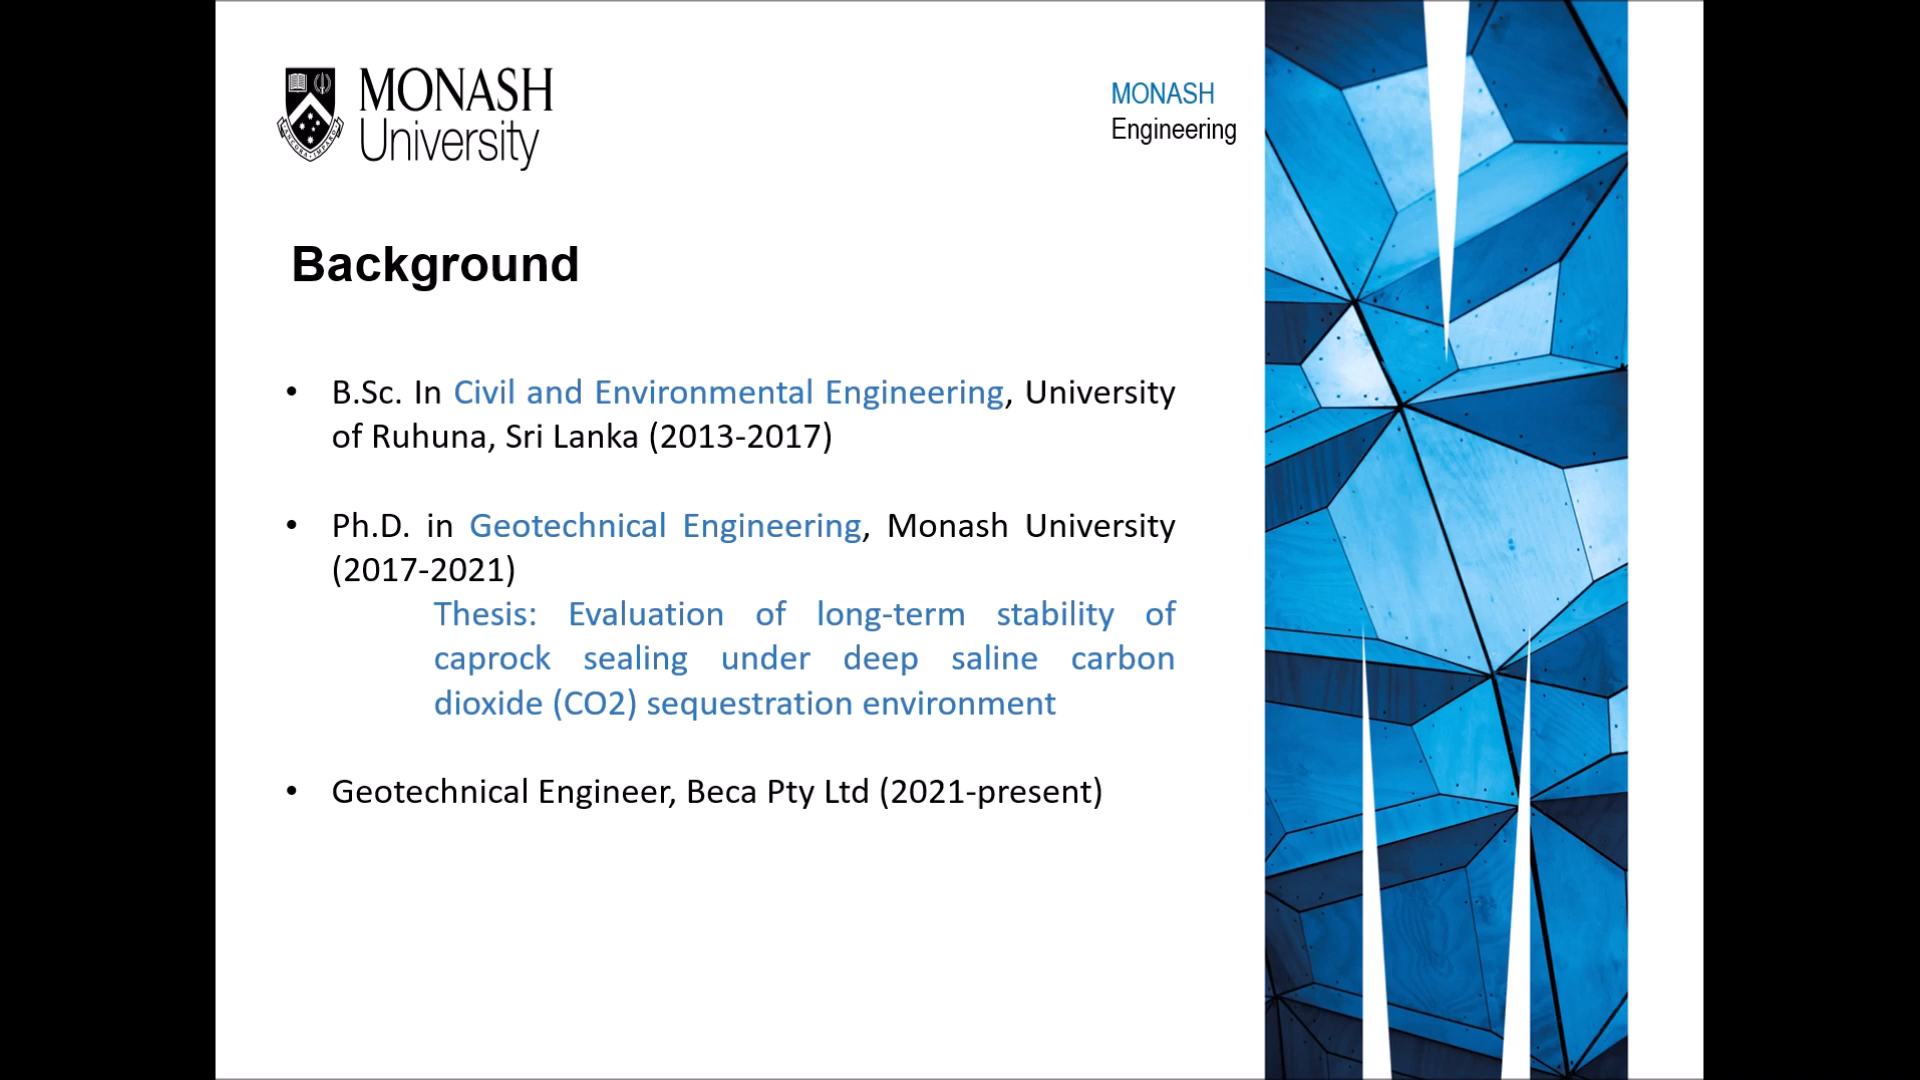 MONASH
University
MONASH
Engineering
Background
• B.Sc. In Civil and Environmental Engineering, University
of Ruhuna, Sri Lanka (2013-2017)
• Ph.D. in Geotechnical Engineering, Monash University
(2017-2021)
Thesis: Evaluation of long-term stability of
caprock sealing under deep saline carbon
dioxide (CO2) sequestration environment
• Geotechnical Engineer, Beca Pty Ltd (2021-present)